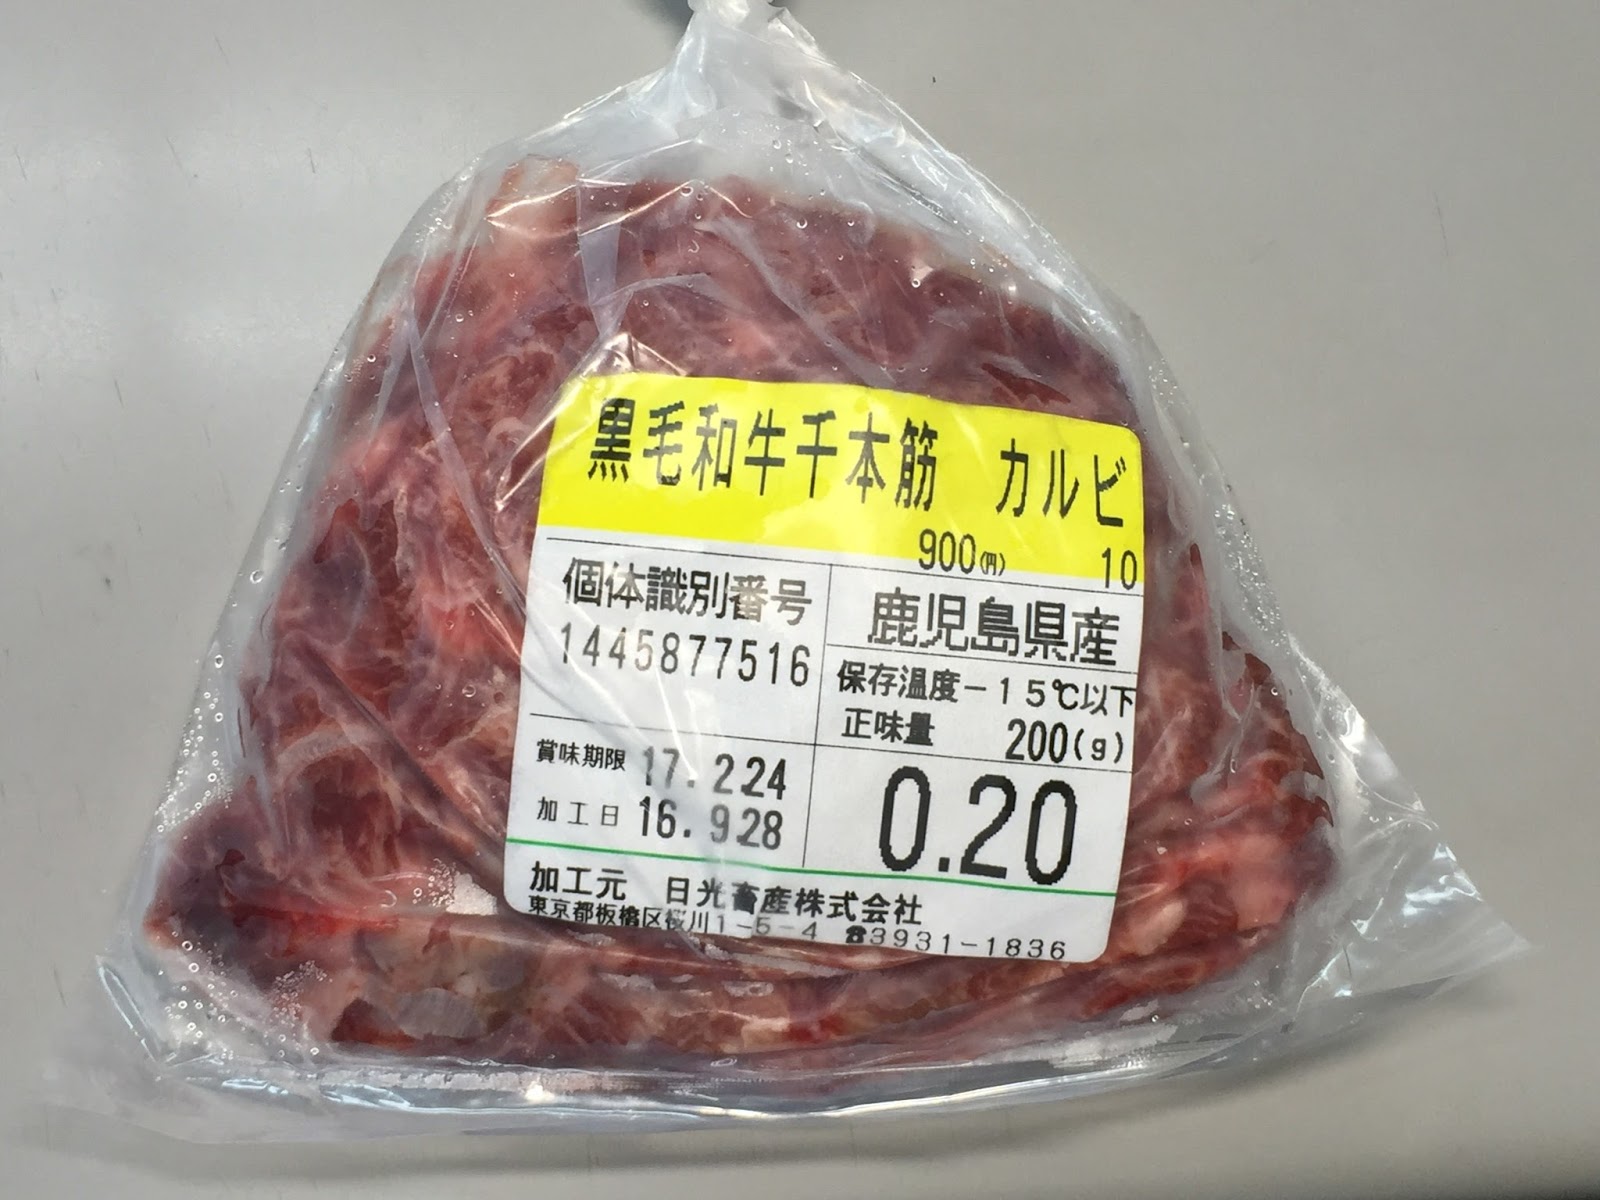 黒毛和牛千本筋 カルビ
900(円) 10
個体識別番号
1445877516
鹿児島県産
保存温度-15℃以下
正味量 200(g)
賞味期限 17. 2.24
加工日 16. 9.28
0.20
加工元 日光畜産株式会社
東京都板橋区桜川1-5-4 ☎3931-1836